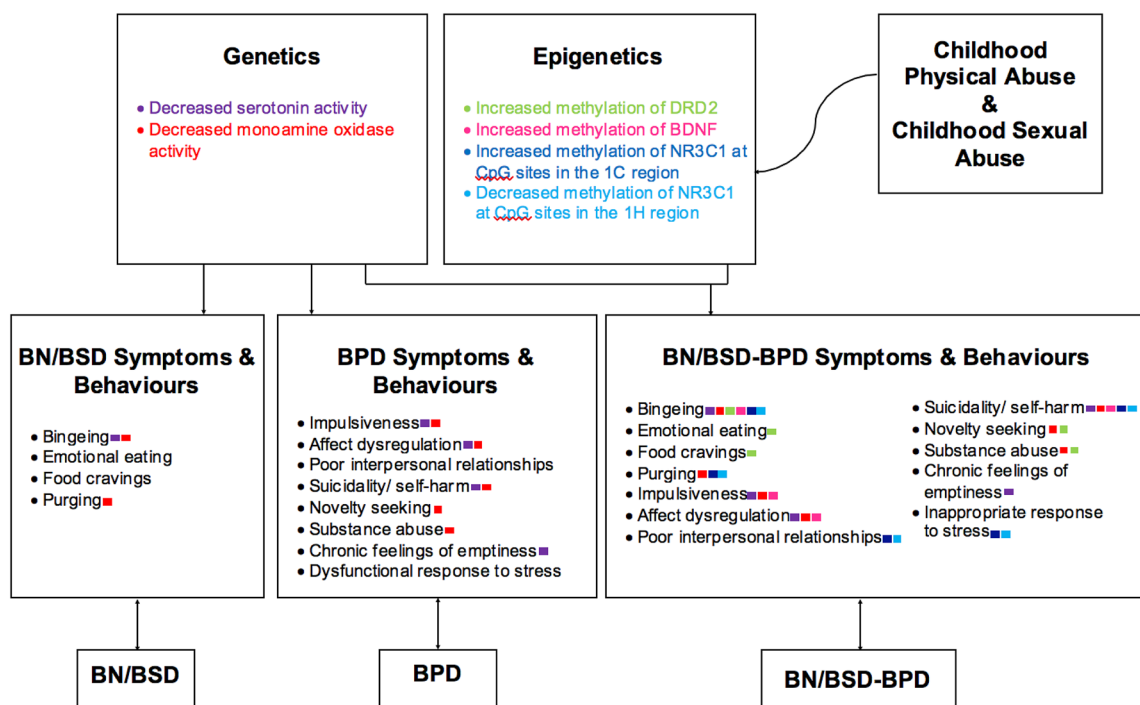 Genetics
• Decreased serotonin activity
• Decreased monoamine oxidase
activity
Epigenetics
• Increased methylation of DRD2
• Increased methylation of BDNF
• Increased methylation of NR3C1 at
CpG sites in the 1C region
• Decreased methylation of NR3C1
at CpG sites in the 1H region
Childhood
Physical Abuse
&
Childhood Sexual
Abuse
BN/BSD Symptoms &
Behaviours
• Bingeing
• Emotional eating
• Food cravings
• Purging
BPD Symptoms &
Behaviours
• Impulsiveness
• Affect dysregulation
• Poor interpersonal relationships
• Suicidality/ self-harm
• Novelty seeking
• Substance abuse
• Chronic feelings of emptiness
• Dysfunctional response to stress
BN/BSD-BPD Symptoms & Behaviours
• Bingeing
• Emotional eating
• Food cravings
• Purging
• Impulsiveness
• Affect dysregulation
• Poor interpersonal relationships
• Suicidality/ self-harm
• Novelty seeking
• Substance abuse
• Chronic feelings of
emptiness
• Inappropriate response
to stress
BN/BSD
BPD
BN/BSD-BPD